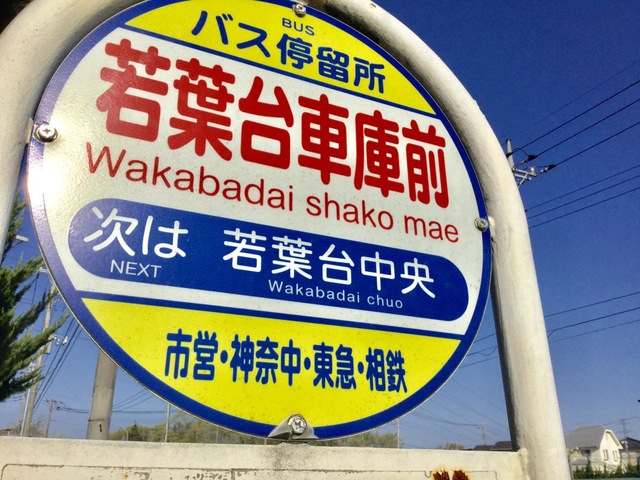 BUS
バス停留所
若葉台車庫前
Wakabadai shako mae
次は 若葉台中央
NEXT Wakabadai chuo
市営・神奈中・東急・相鉄